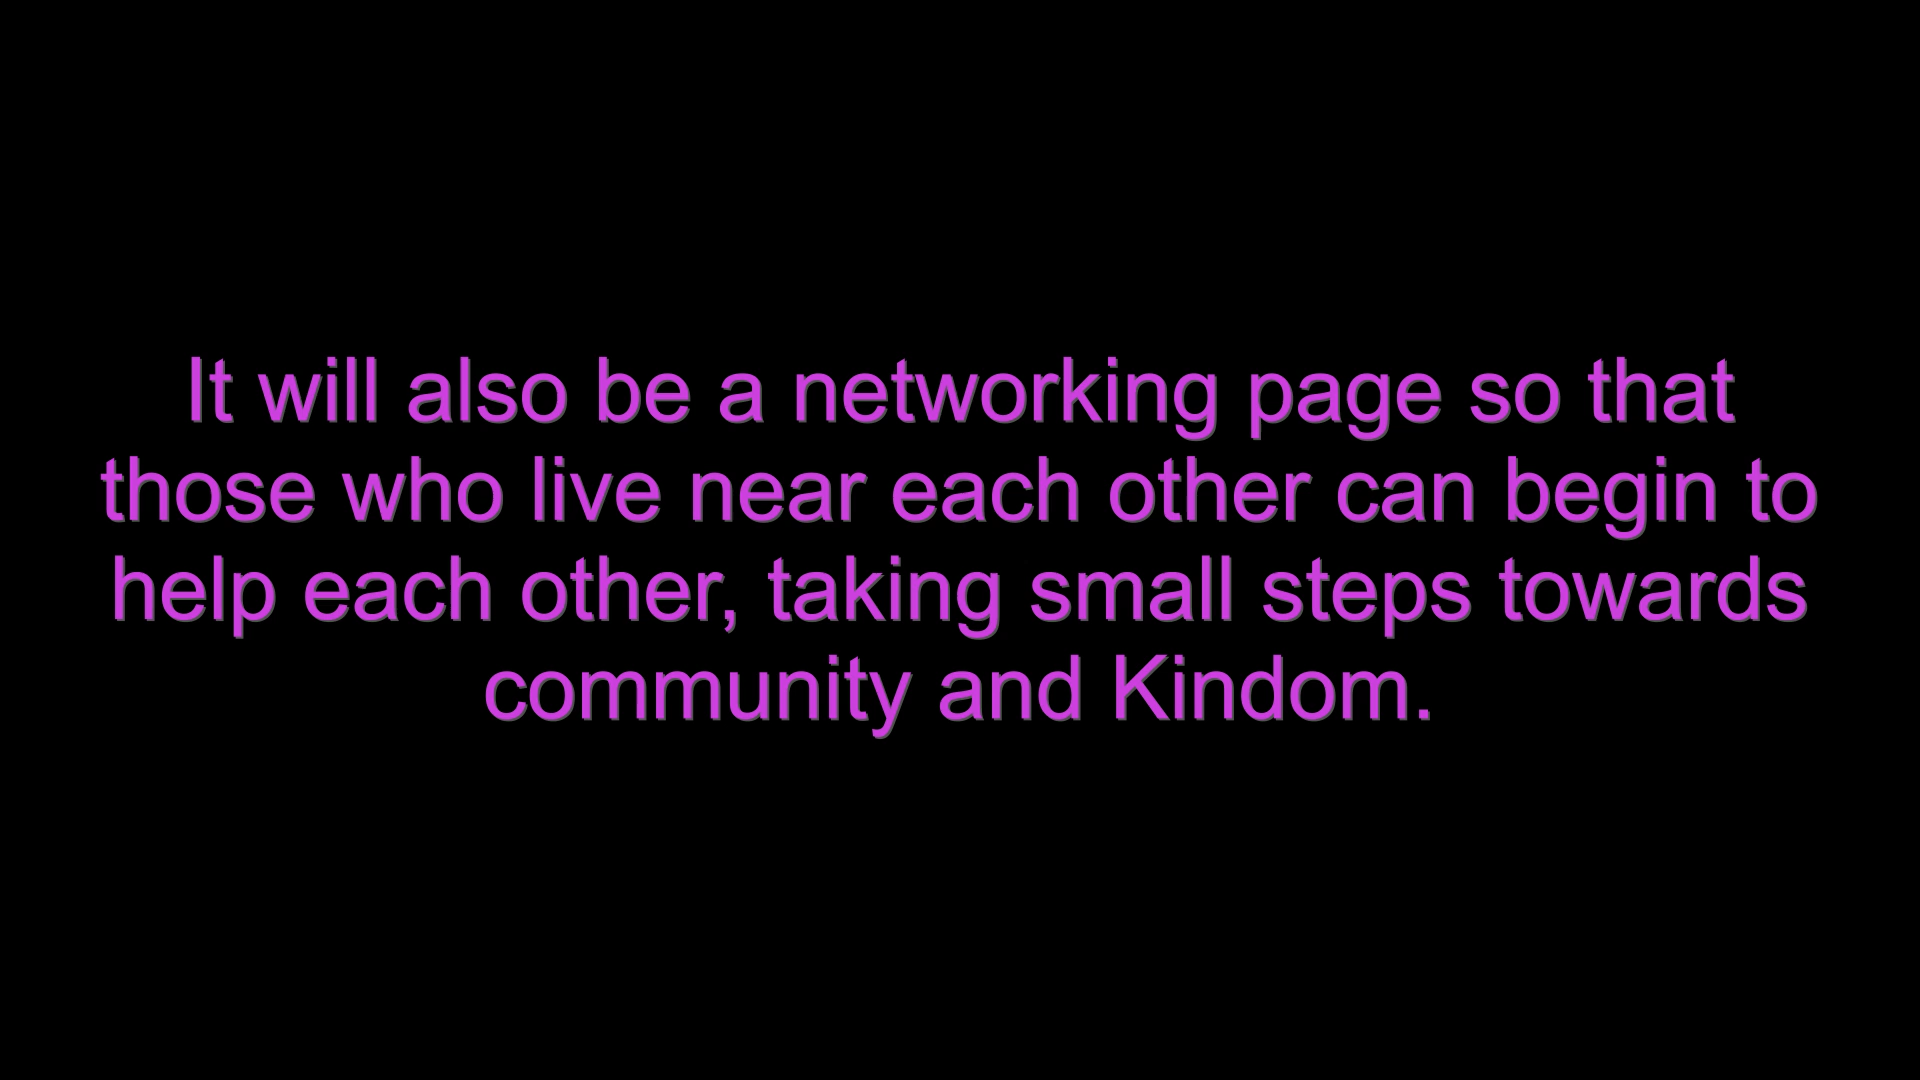 It will also be a networking page so that
those who live near each other can begin to
help each other, taking small steps towards
community and Kindom.